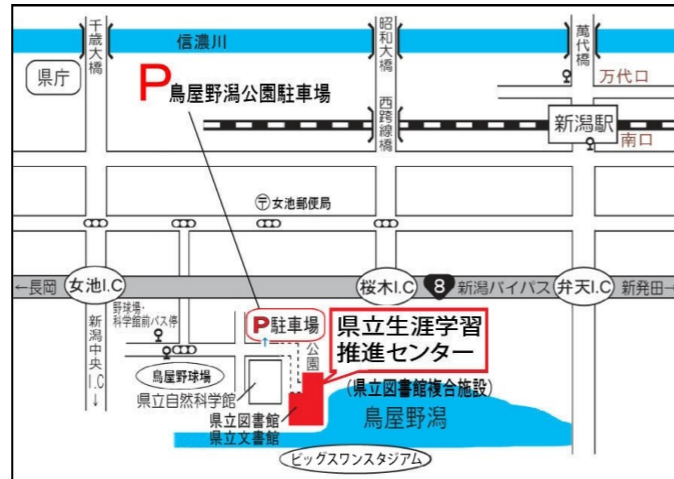 千歳大橋
信濃川
昭和大橋
萬代橋
県庁
P鳥屋野潟公園駐車場
万代口
西跨線橋
新潟駅
南口
〒女池郵便局
←長岡
女池I.C
桜木I.C
8
新潟バイパス
弁天I.C
新発田→
野球場・
科学館前バス停
新潟中央I.C
↓
P駐車場
↑
公園
県立生涯学習
推進センター
鳥屋野球場
県立自然科学館
(県立図書館複合施設)
県立図書館
県立文書館
鳥屋野潟
ビッグスワンスタジアム